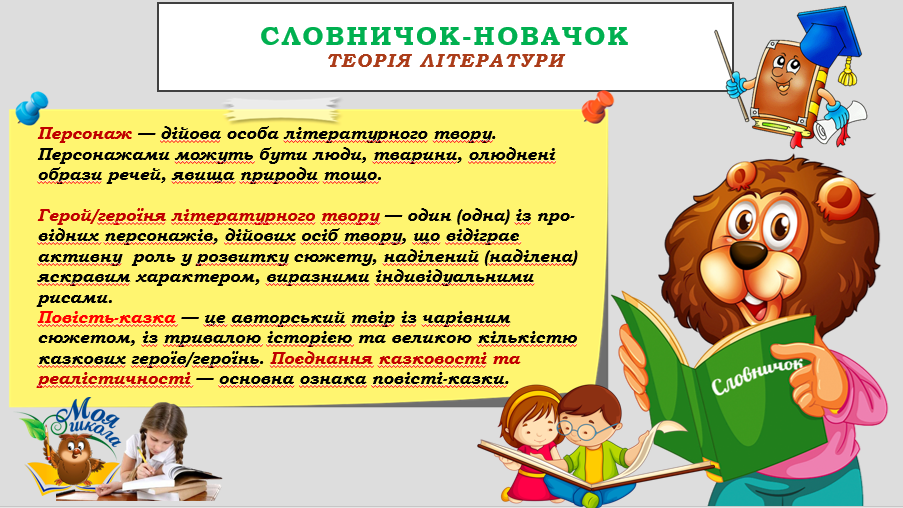 СЛОВНИЧОК-НОВАЧОК
ТЕОРІЯ ЛІТЕРАТУРИ
Персонаж — дійова особа літературного твору.
Персонажами можуть бути люди, тварини, олюднені
образи речей, явища природи тощо.
Герой/героїня літературного твору — один (одна) із про-
відних персонажів, дійових осіб твору, що відіграє
активну роль у розвитку сюжету, наділений (наділена)
яскравим характером, виразними індивідуальними
рисами.
Повість-казка — це авторський твір із чарівним
сюжетом, із тривалою історією та великою кількістю
казкових героїв/героїнь. Поєднання казковості та
реалістичності — основна ознака повісті-казки.
Словничок
Моя
школа